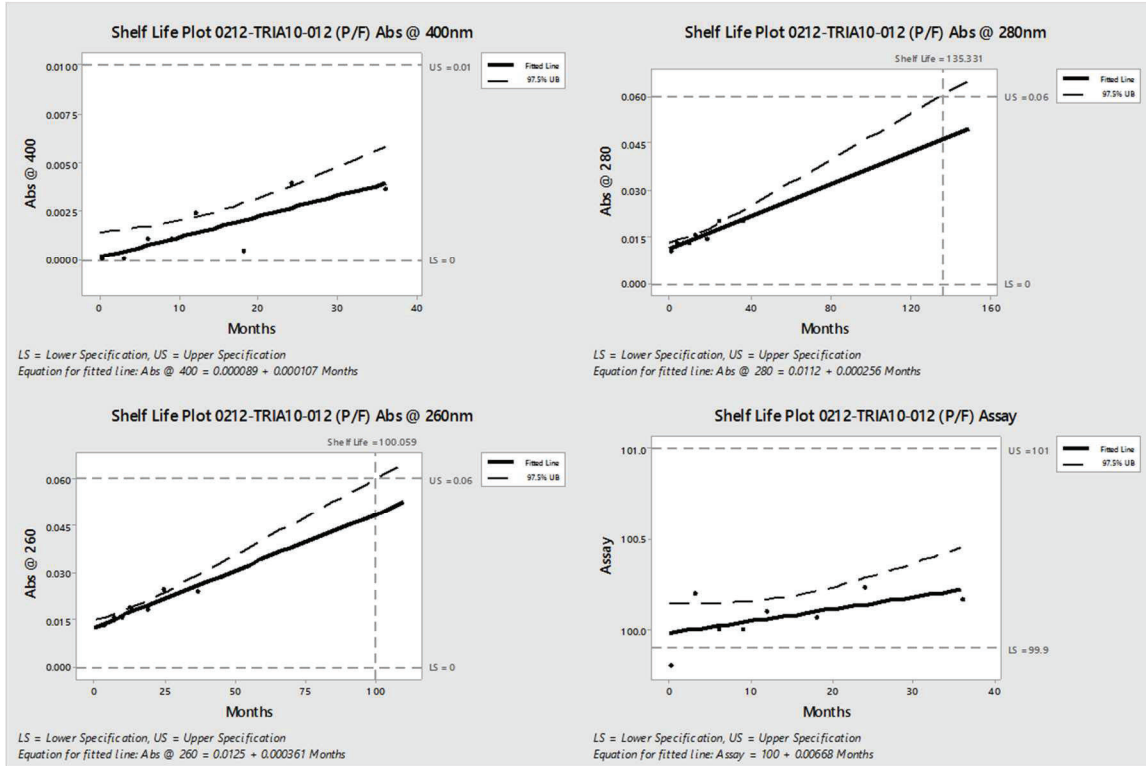 Shelf Life Plot 0212-TRIA10-012 (P/F) Abs @ 400nm
0.0100
US = 0.01
Fitted Line
97.5% UB
0.0075
0.0050
0.0025
0.0000
LS = 0
Abs @ 400
0 10 20 30 40
Months
LS = Lower Specification, US = Upper Specification
Equation for fitted line: Abs @ 400 = 0.000089 + 0.000107 Months
Shelf Life Plot 0212-TRIA10-012 (P/F) Abs @ 280nm
Shelf Life = 135.331
0.060
US = 0.06
Fitted Line
97.5% UB
0.045
0.030
0.015
0.000
LS = 0
Abs @ 280
0 40 80 120 160
Months
LS = Lower Specification, US = Upper Specification
Equation for fitted line: Abs @ 280 = 0.0112 + 0.000256 Months
Shelf Life Plot 0212-TRIA10-012 (P/F) Abs @ 260nm
Shelf Life =100.059
0.060
US = 0.06
Fitted Line
97.5% UB
0.045
0.030
0.015
0.000
LS = 0
Abs @ 260
0 25 50 75 100
Months
LS = Lower Specification, US = Upper Specification
Equation for fitted line: Abs @ 260 = 0.0125 + 0.000361 Months
Shelf Life Plot 0212-TRIA10-012 (P/F) Assay
101.0
US =101
Fitted Line
97.5% UB
100.5
100.0
LS =99.9
Assay
0 10 20 30 40
Months
LS = Lower Specification, US = Upper Specification
Equation for fitted line: Assay = 100 + 0.00668 Months